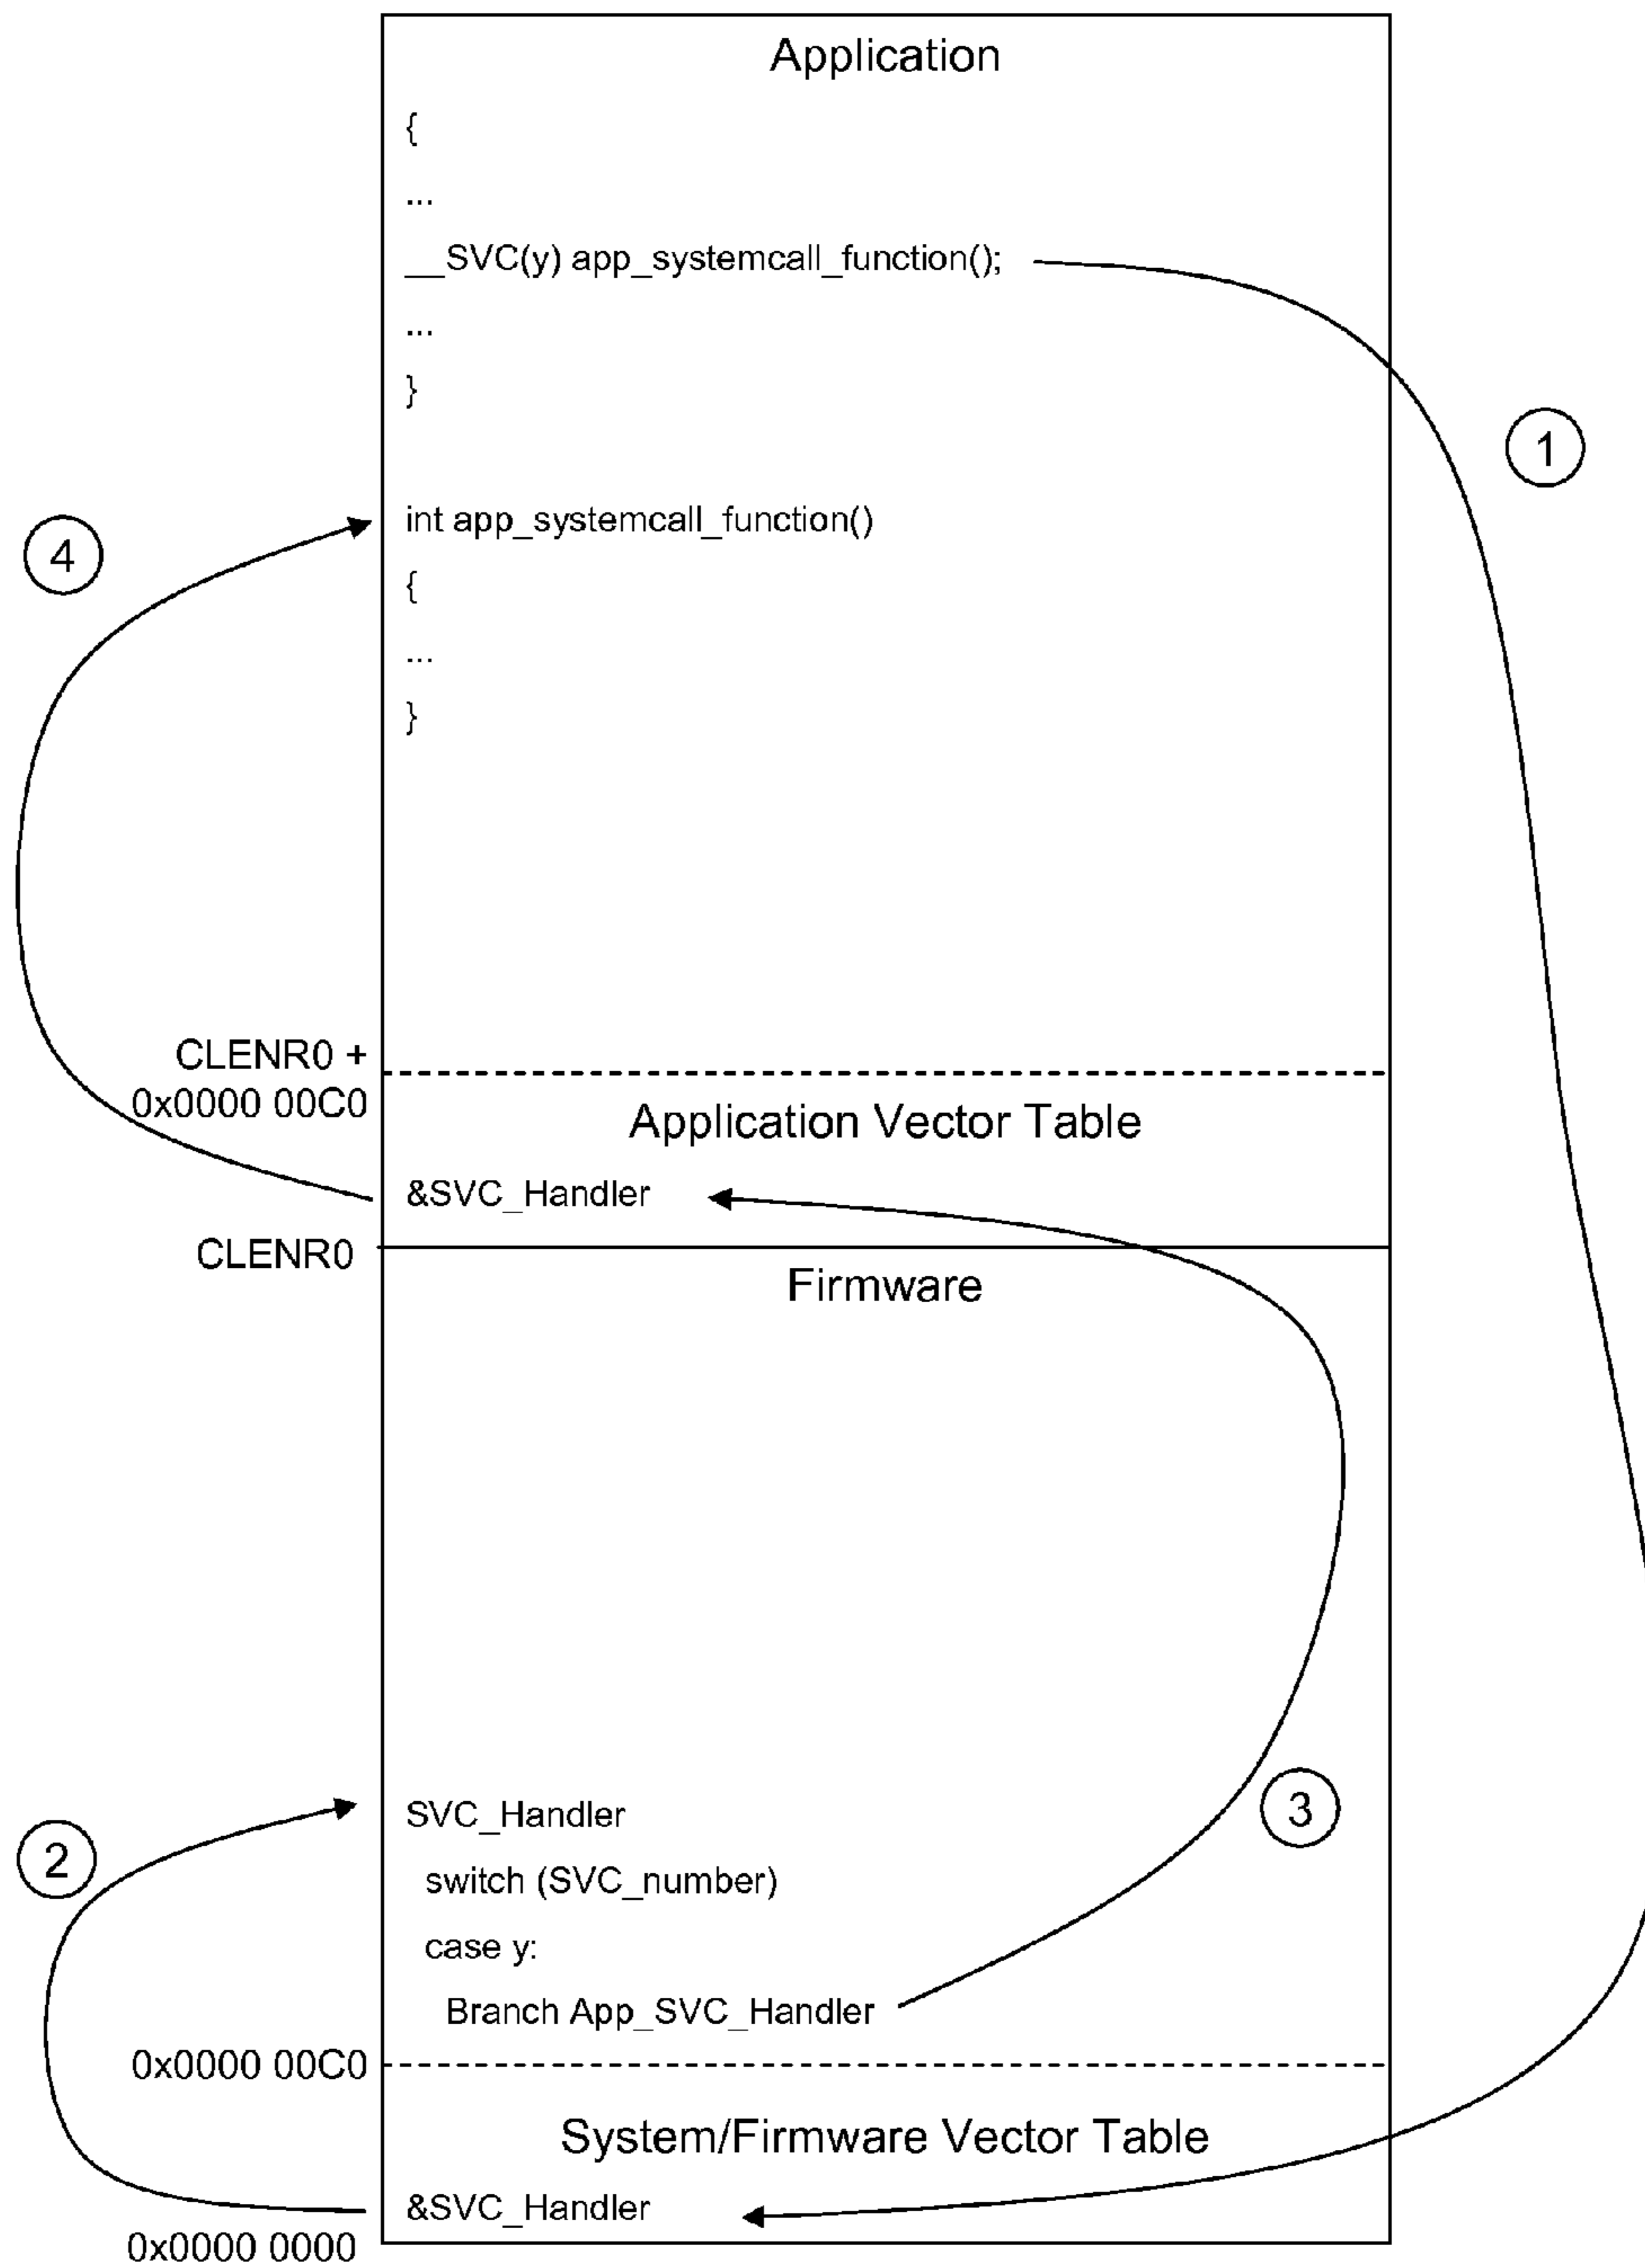 Application
{
...
__SVC(y) app_systemcall_function();
...
}
1
int app_systemcall_function()
4
{
...
}
CLENR0 +
0x0000 00C0
Application Vector Table
&SVC_Handler
CLENR0
Firmware
SVC_Handler
3
2
switch (SVC_number)
case y:
Branch App_SVC_Handler
0x0000 00C0
System/Firmware Vector Table
&SVC_Handler
0x0000 0000